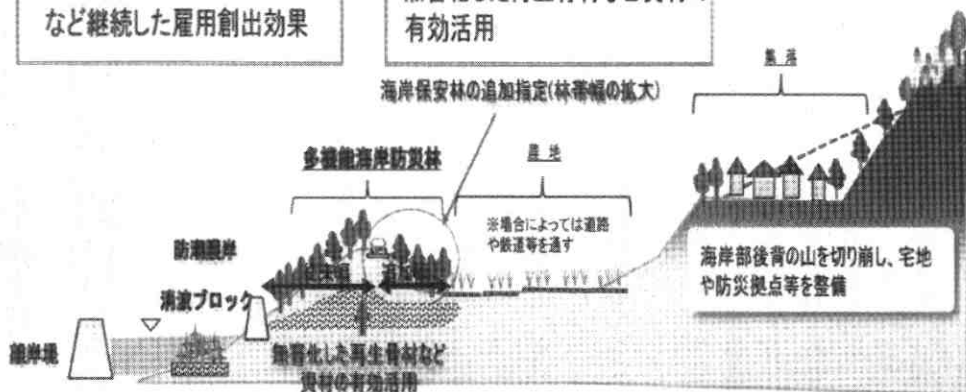 など継続した雇用創出効果
有効活用
集落
海岸保安林の追加指定(林帯幅の拡大)
多機能海岸防災林
農地
※場合によっては道路
や鉄道等を通す
防潮護岸
海岸部後背の山を切り崩し、宅地
や防災拠点等を整備
消波ブロック
離岸堤
無害化した再生骨材など
資材の有効活用